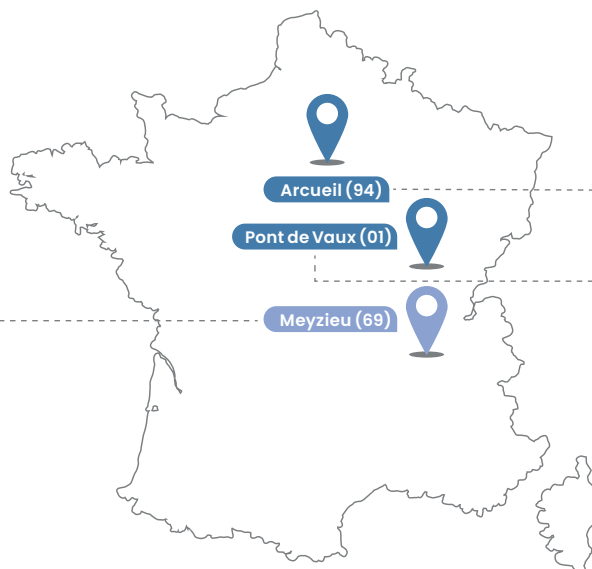 Arcueil (94)
Pont de Vaux (01)
Meyzieu (69)